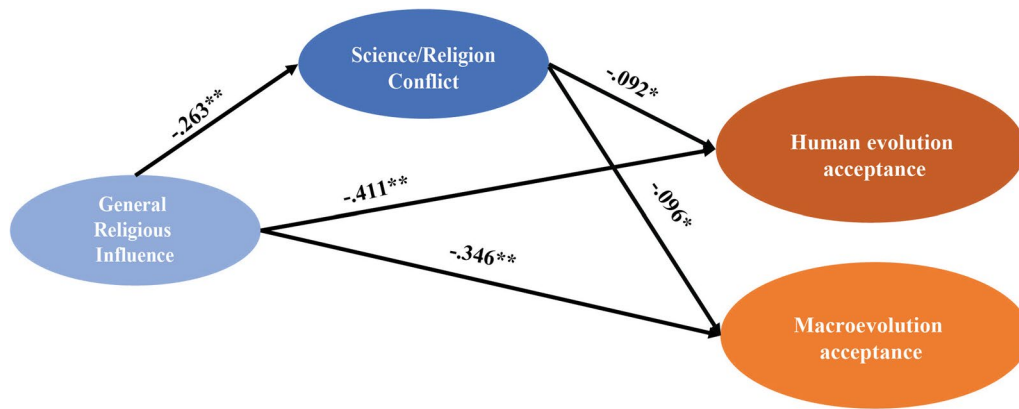 Science/Religion
Conflict
-.263**
-.092*
Human evolution
acceptance
-.411**
General
Religious
Influence
-.096*
-.346**
Macroevolution
acceptance